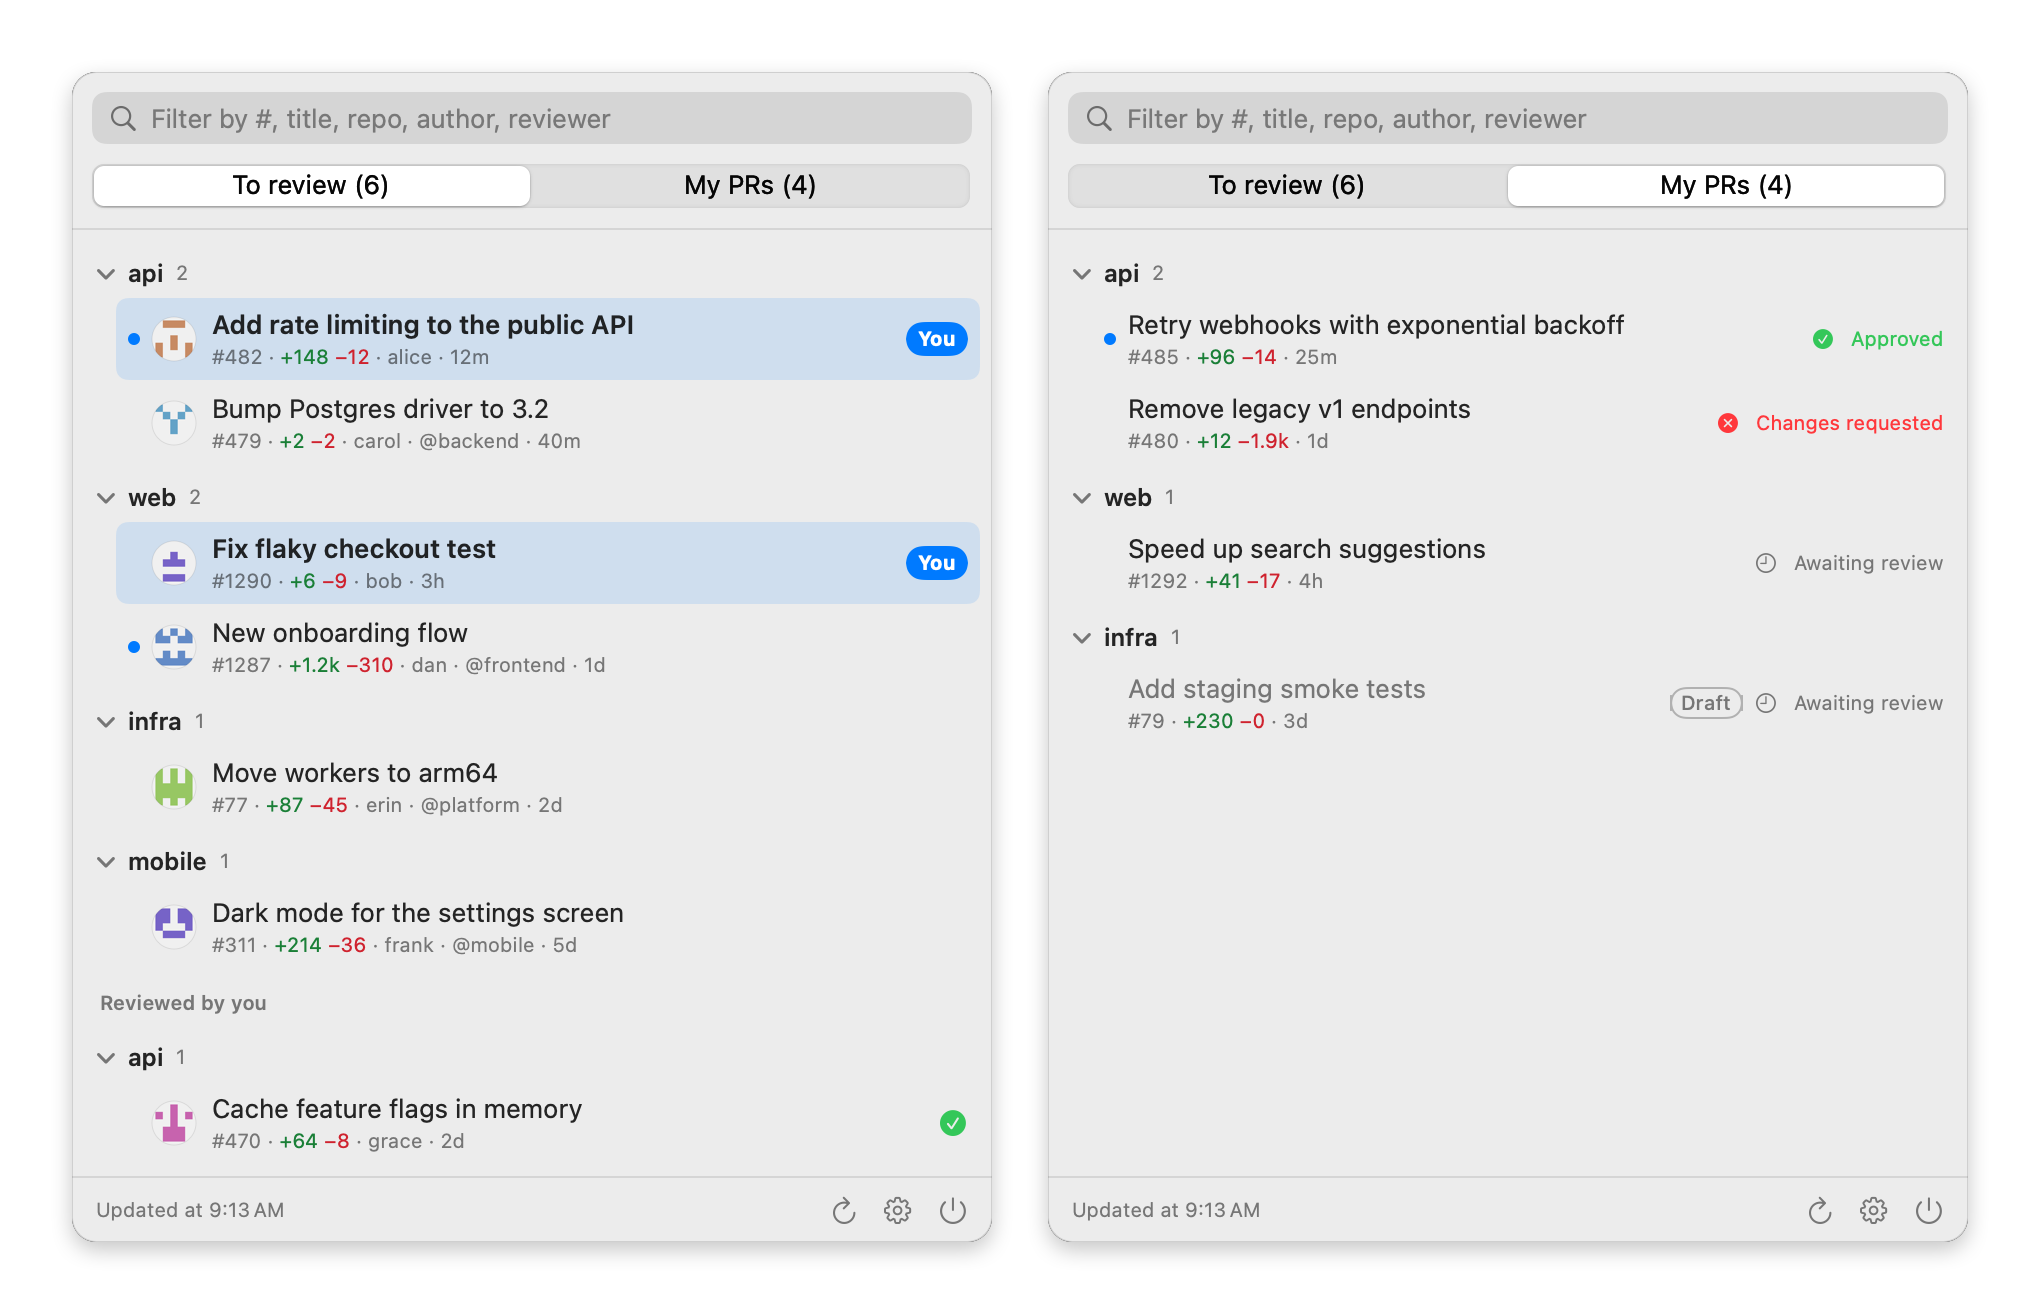 Filter by #, title, repo, author, reviewer
To review (6)
My PRs (4)
api 2
Add rate limiting to the public API
#482 · +148 −12 · alice · 12m
You
Bump Postgres driver to 3.2
#479 · +2 −2 · carol · @backend · 40m
web 2
Fix flaky checkout test
#1290 · +6 −9 · bob · 3h
You
New onboarding flow
#1287 · +1.2k −310 · dan · @frontend · 1d
infra 1
Move workers to arm64
#77 · +87 −45 · erin · @platform · 2d
mobile 1
Dark mode for the settings screen
#311 · +214 −36 · frank · @mobile · 5d
Reviewed by you
api 1
Cache feature flags in memory
#470 · +64 −8 · grace · 2d
Updated at 9:13 AM
Filter by #, title, repo, author, reviewer
To review (6)
My PRs (4)
api 2
Retry webhooks with exponential backoff
#485 · +96 −14 · 25m
Approved
Remove legacy v1 endpoints
#480 · +12 −1.9k · 1d
Changes requested
web 1
Speed up search suggestions
#1292 · +41 −17 · 4h
Awaiting review
infra 1
Add staging smoke tests
#79 · +230 −0 · 3d
Draft
Awaiting review
Updated at 9:13 AM